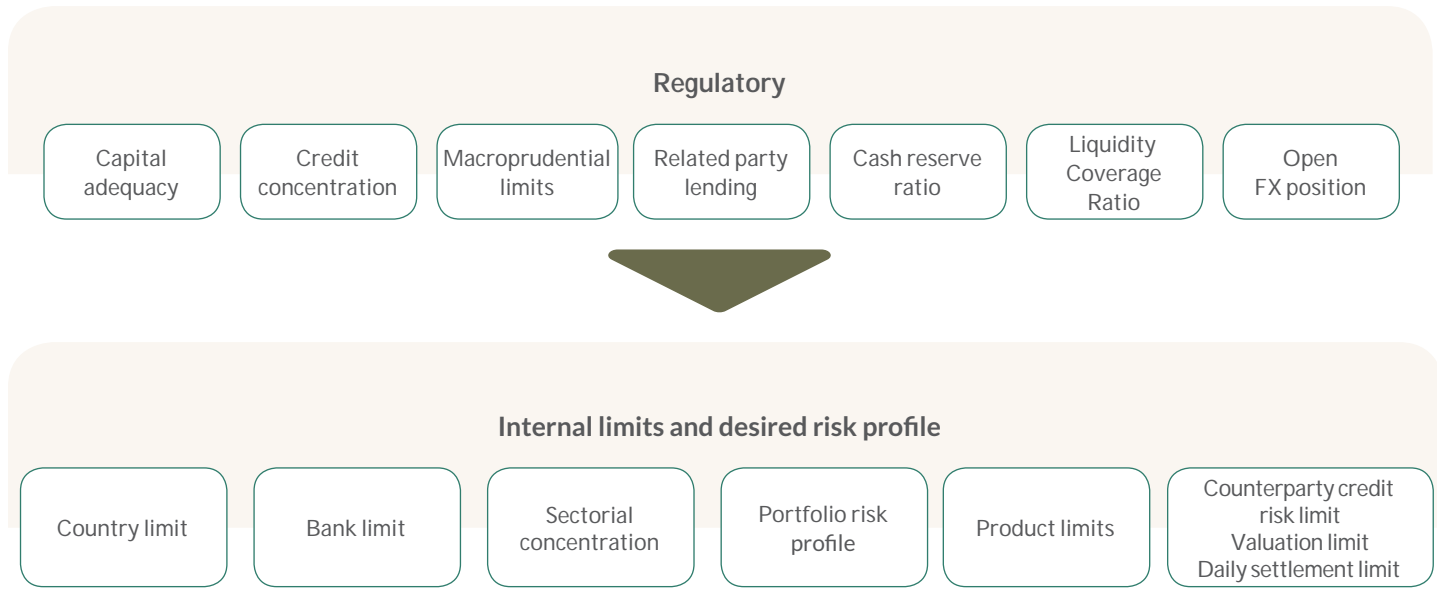 Regulatory
Capital
adequacy
Credit
concentration
Macroprudential
limits
Related party
lending
Cash reserve
ratio
Liquidity
Coverage
Ratio
Open
FX position
Internal limits and desired risk profile
Country limit
Bank limit
Sectorial
concentration
Portfolio risk
profile
Product limits
Counterparty credit
risk limit
Valuation limit
Daily settlement limit